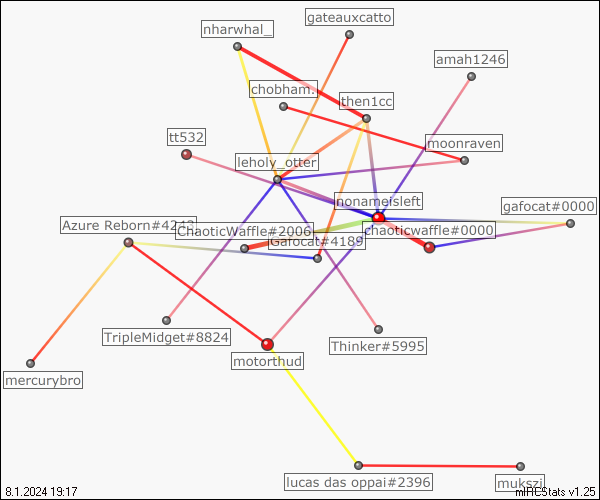 gateauxcatto
nharwhal_
amah1246
chobham.
then1cc
tt532
moonraven
leholy_otter
nonameisleft
gafocat#0000
Azure Reborn#4242
ChaoticWaffle#2006
chaoticwaffle#0000
Gafocat#4189
TripleMidget#8824
Thinker#5995
motorthud
mercurybro
lucas das oppai#2396
mukszi
8.1.2024 19:17
mIRCStats v1.25